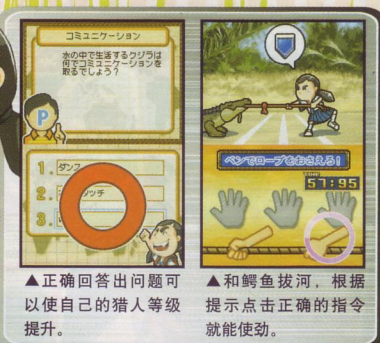 コミュニケーション
水の中で生活するクジラは
何でコミュニケーションを
取るでしょう？
P
1. ダンス
2. ッチ
3.
ペンでロープをおさえろ！
TIME
57:95
▲正确回答出问题可
以使自己的猎人等级
提升。
▲和鳄鱼拔河，根据
提示点击正确的指令
就能使劲。